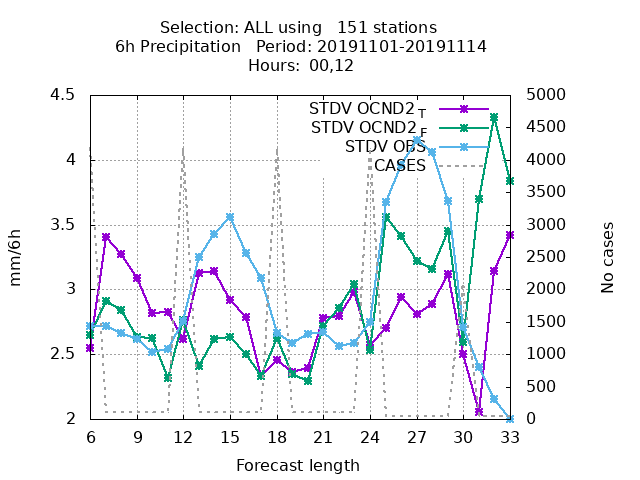 Selection: ALL using   151 stations
6h Precipitation   Period: 20191101-20191114
Hours:  00,12
STDV OCND2_T
STDV OCND2_F
STDV OBS
CASES
4.5
4
3.5
3
2.5
2
5000
4500
4000
3500
3000
2500
2000
1500
1000
500
0
mm/6h
No cases
6 9 12 15 18 21 24 27 30 33
Forecast length